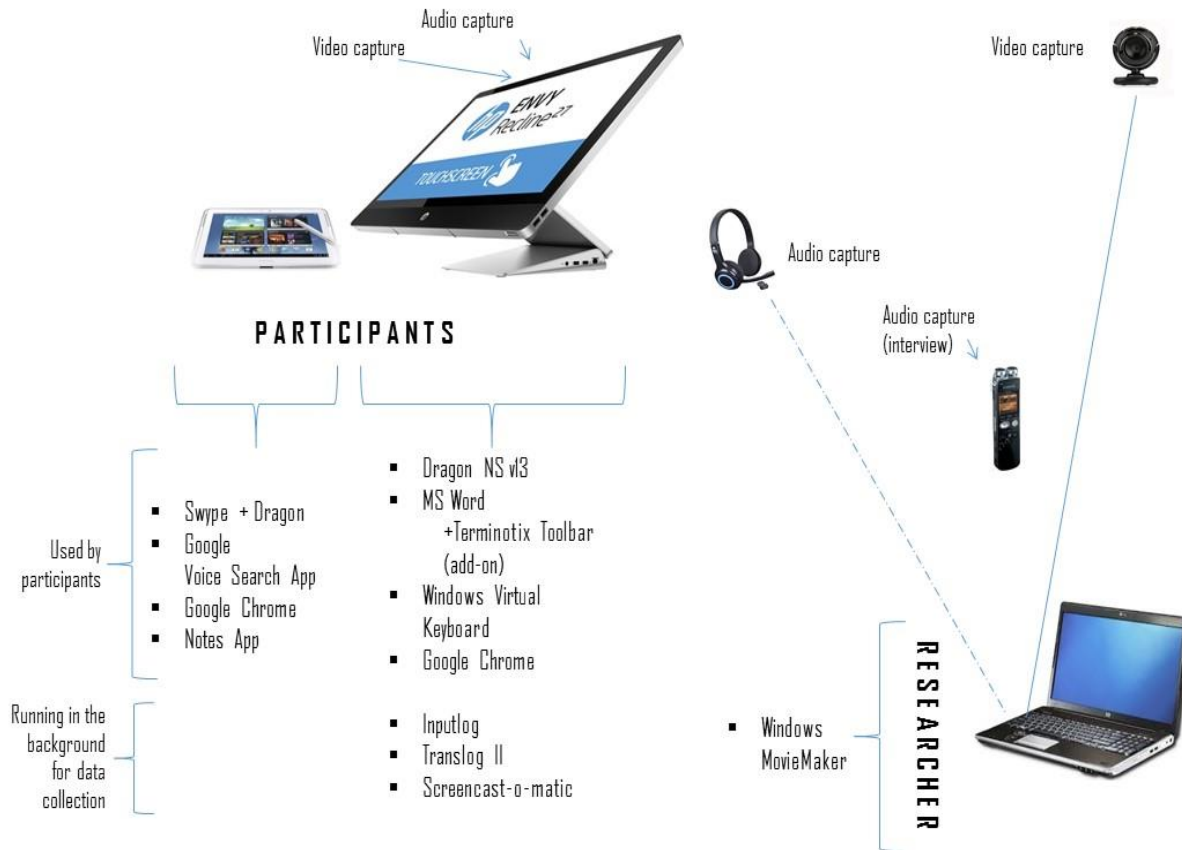 Audio capture
Video capture
Video capture
hp ENVY
Recline27
TOUCHSCREEN
Audio capture
Audio capture
(interview)
PARTICIPANTS
Used by
participants
▪ Swype + Dragon
▪ Google
Voice Search App
▪ Google Chrome
▪ Notes App
▪ Dragon NS v13
▪ MS Word
+Terminotix Toolbar
(add-on)
▪ Windows Virtual
Keyboard
▪ Google Chrome
Running in the
background
for data
collection
▪ Inputlog
▪ Translog II
▪ Screencast-o-matic
▪ Windows
MovieMaker
RESEARCHER